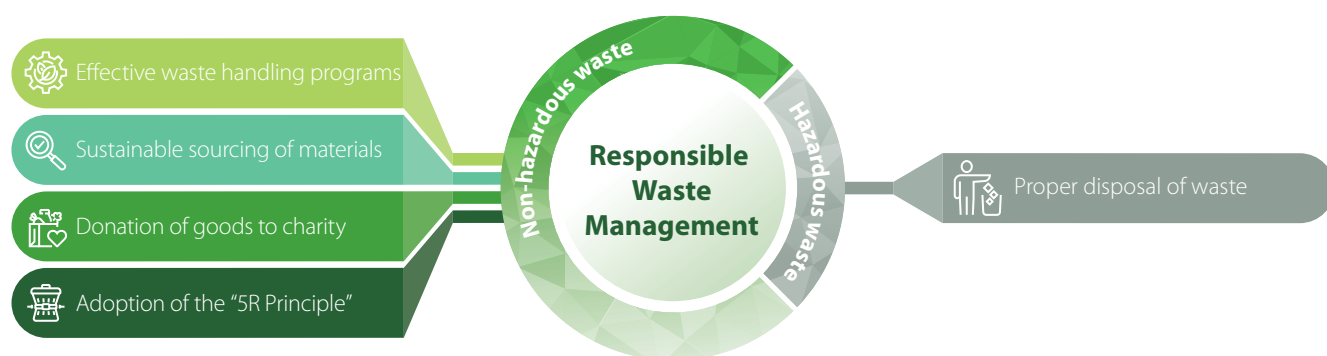 Effective waste handling programs
Sustainable sourcing of materials
Donation of goods to charity
Adoption of the “5R Principle”
Non-hazardous waste
Responsible
Waste
Management
Hazardous waste
Proper disposal of waste